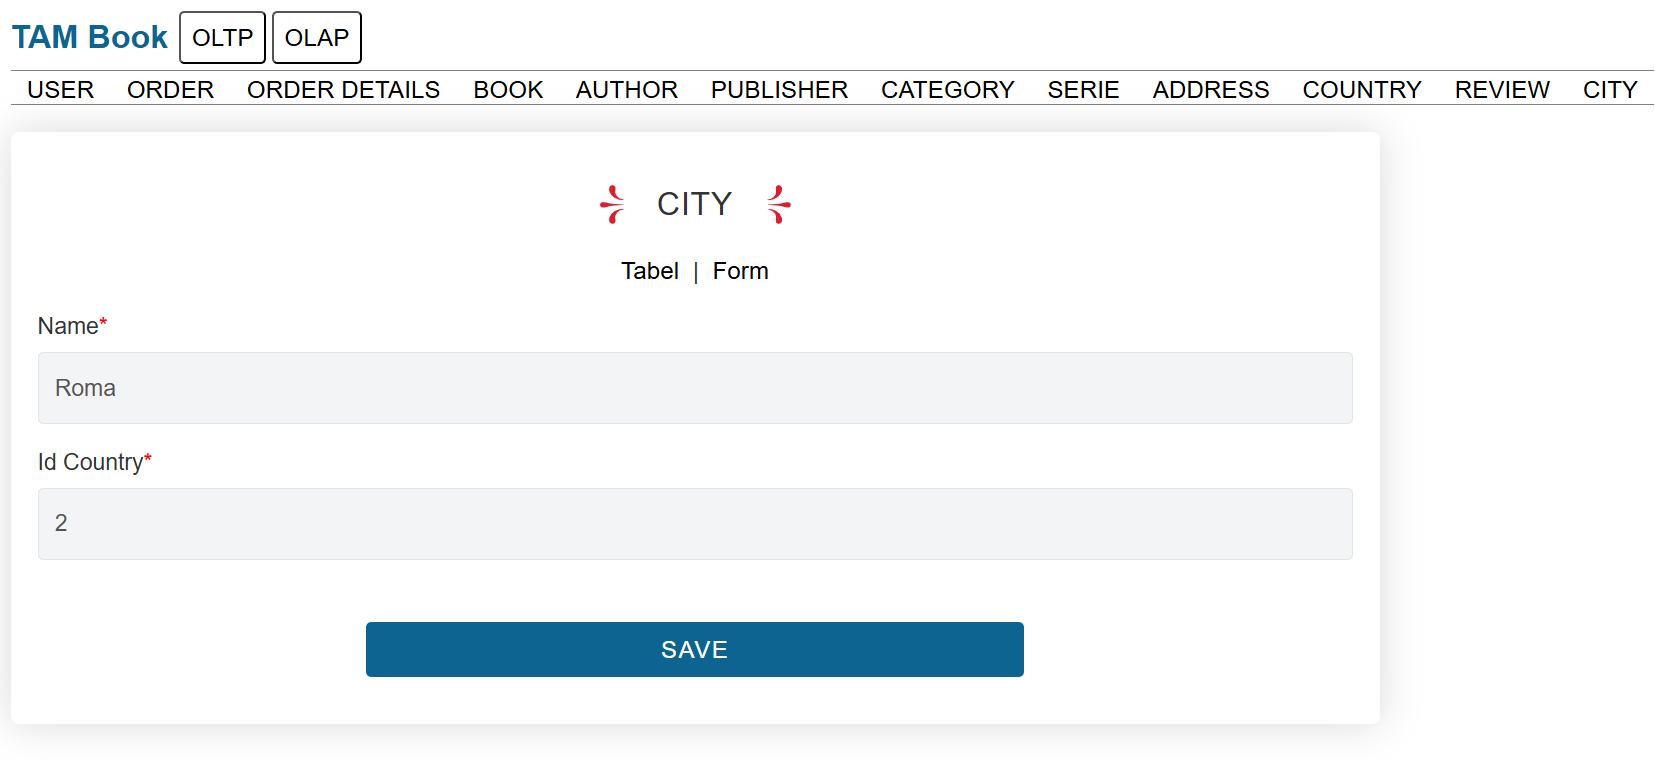 TAM Book OLTP OLAP
USER ORDER ORDER DETAILS BOOK AUTHOR PUBLISHER CATEGORY SERIE ADDRESS COUNTRY REVIEW CITY
CITY
Tabel | Form
Name*
Roma
Id Country*
2
SAVE